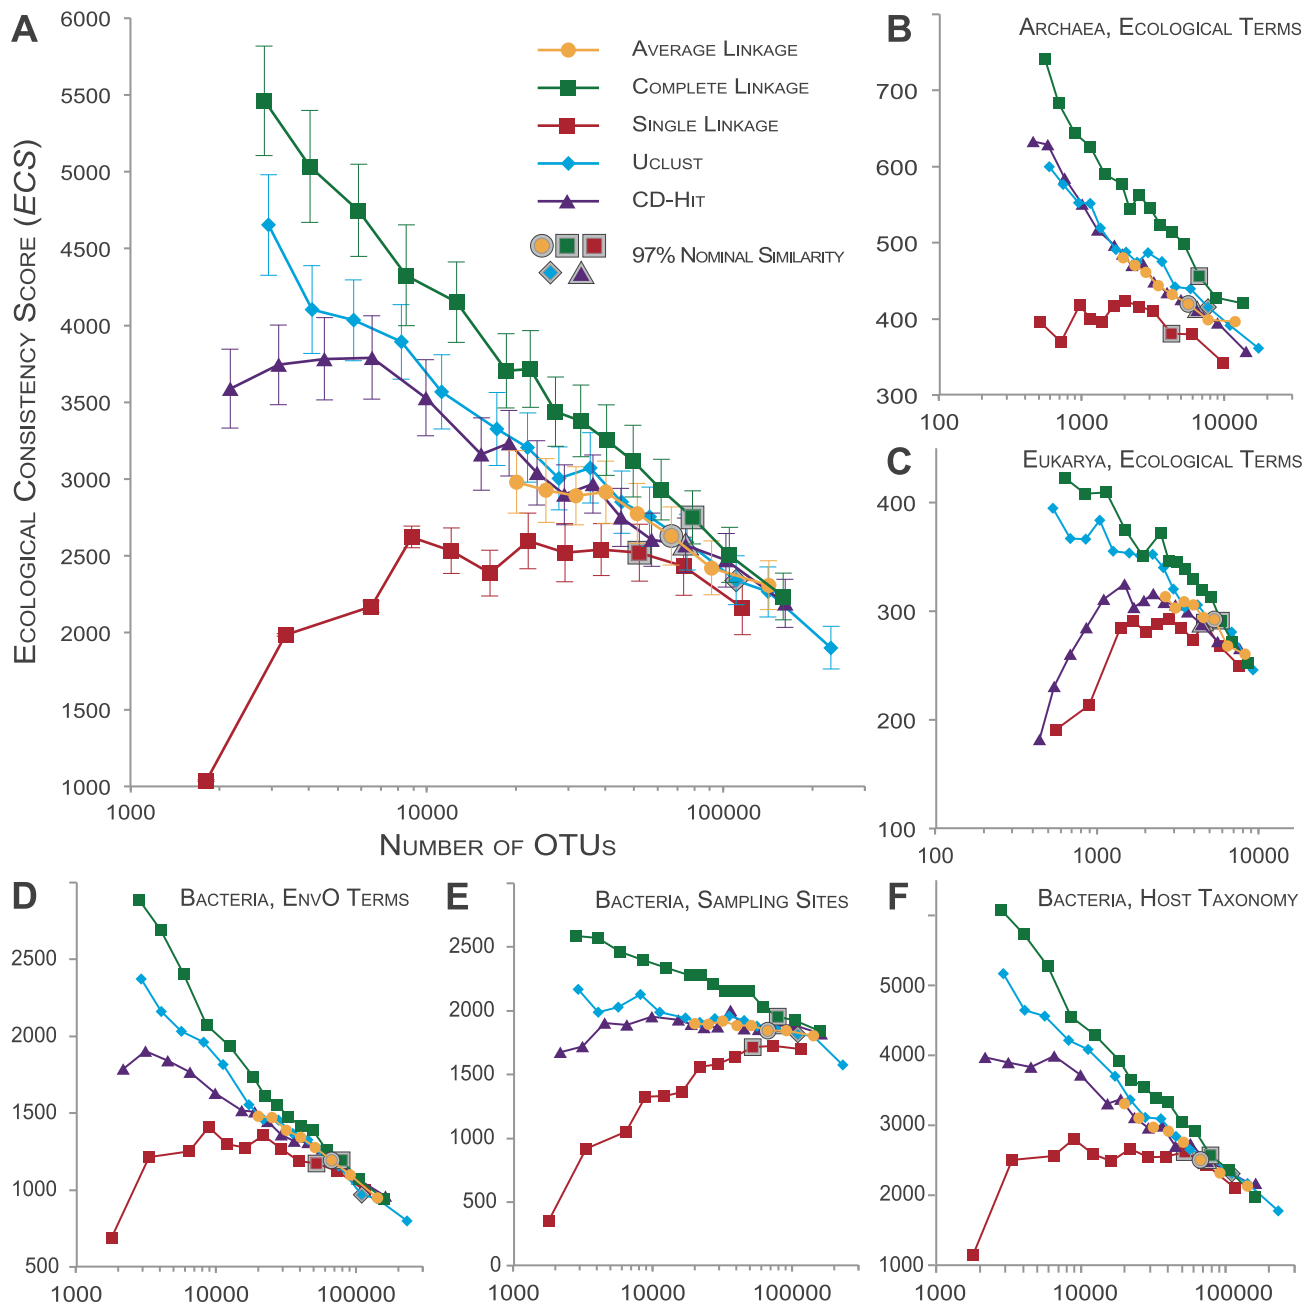 A
6000
5500
5000
4500
4000
3500
3000
2500
2000
1500
1000
Ecological Consistency Score (ECS)
1000
10000
100000
Number of OTUs
Average Linkage
Complete Linkage
Single Linkage
Uclust
CD-Hit
97% Nominal Similarity
B
Archaea, Ecological Terms
700
600
500
400
300
100
1000
10000
C
Eukarya, Ecological Terms
400
300
200
100
100
1000
10000
D
Bacteria, EnvO Terms
2500
2000
1500
1000
500
1000
10000
100000
E
Bacteria, Sampling Sites
2500
2000
1500
1000
500
0
1000
10000
100000
F
Bacteria, Host Taxonomy
5000
4000
3000
2000
1000
1000
10000
100000